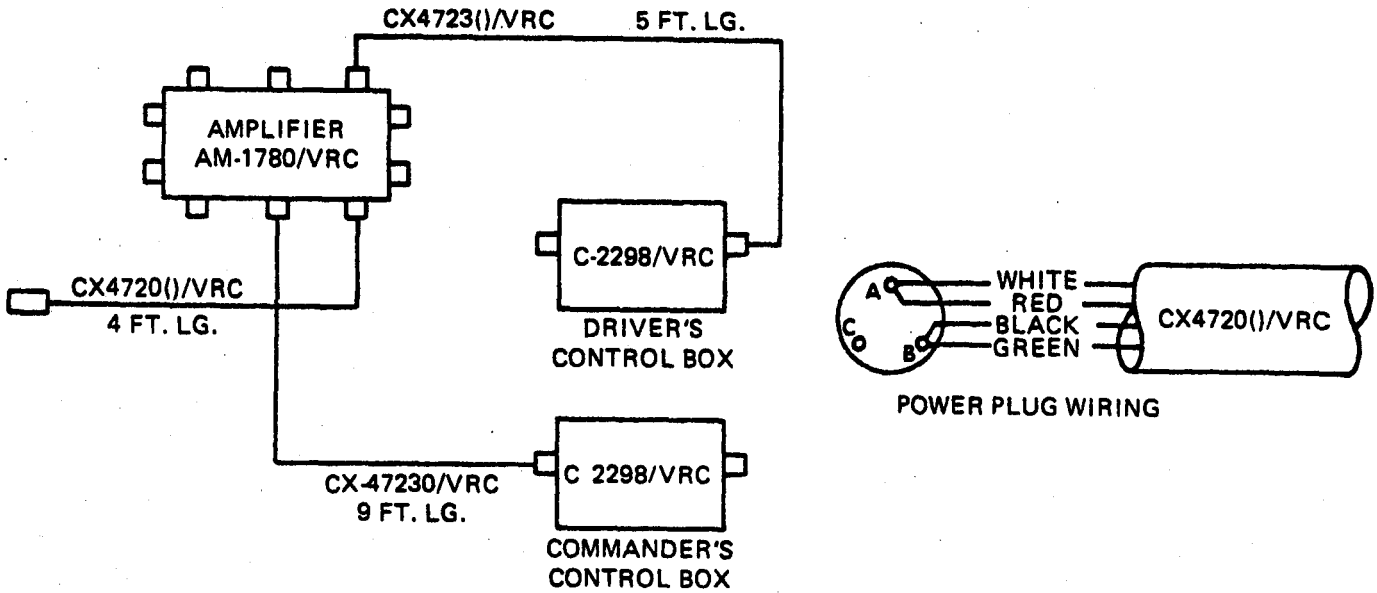 CX4723()/VRC 5 FT. LG.
AMPLIFIER
AM-1780/VRC
CX4720()/VRC
4 FT. LG.
C-2298/VRC
DRIVER'S
CONTROL BOX
CX-47230/VRC
9 FT. LG.
C 2298/VRC
COMMANDER'S
CONTROL BOX
A
C
B
WHITE
RED
BLACK
GREEN
CX4720()/VRC
POWER PLUG WIRING